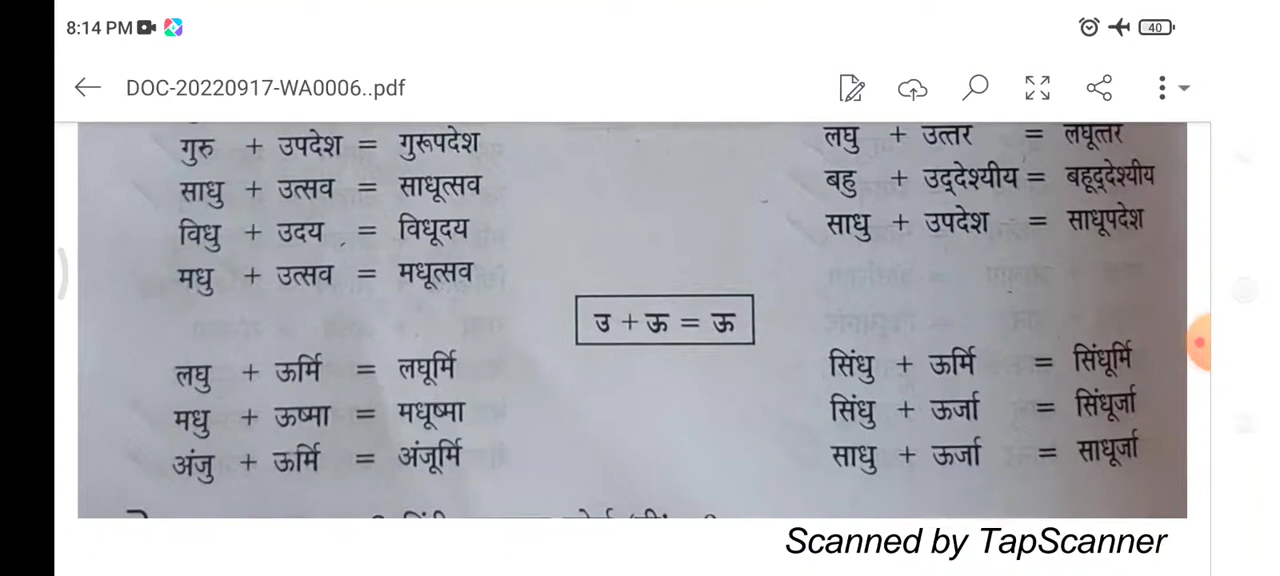 8:14 PM
40
DOC-20220917-WA0006..pdf
गुरु + उपदेश = गुरूपदेश
लघु + उत्तर = लघूत्तर
साधु + उत्सव = साधूत्सव
बहु + उद्देश्यीय = बहूद्देश्यीय
विधु + उदय = विधूदय
साधु + उपदेश = साधूपदेश
मधु + उत्सव = मधूत्सव
उ + ऊ = ऊ
लघु + ऊर्मि = लघूर्मि
सिंधु + ऊर्मि = सिंधूर्मि
मधु + ऊष्मा = मधूष्मा
सिंधु + ऊर्जा = सिंधूर्जा
अंजु + ऊर्मि = अंजूर्मि
साधु + ऊर्जा = साधूर्जा
Scanned by TapScanner